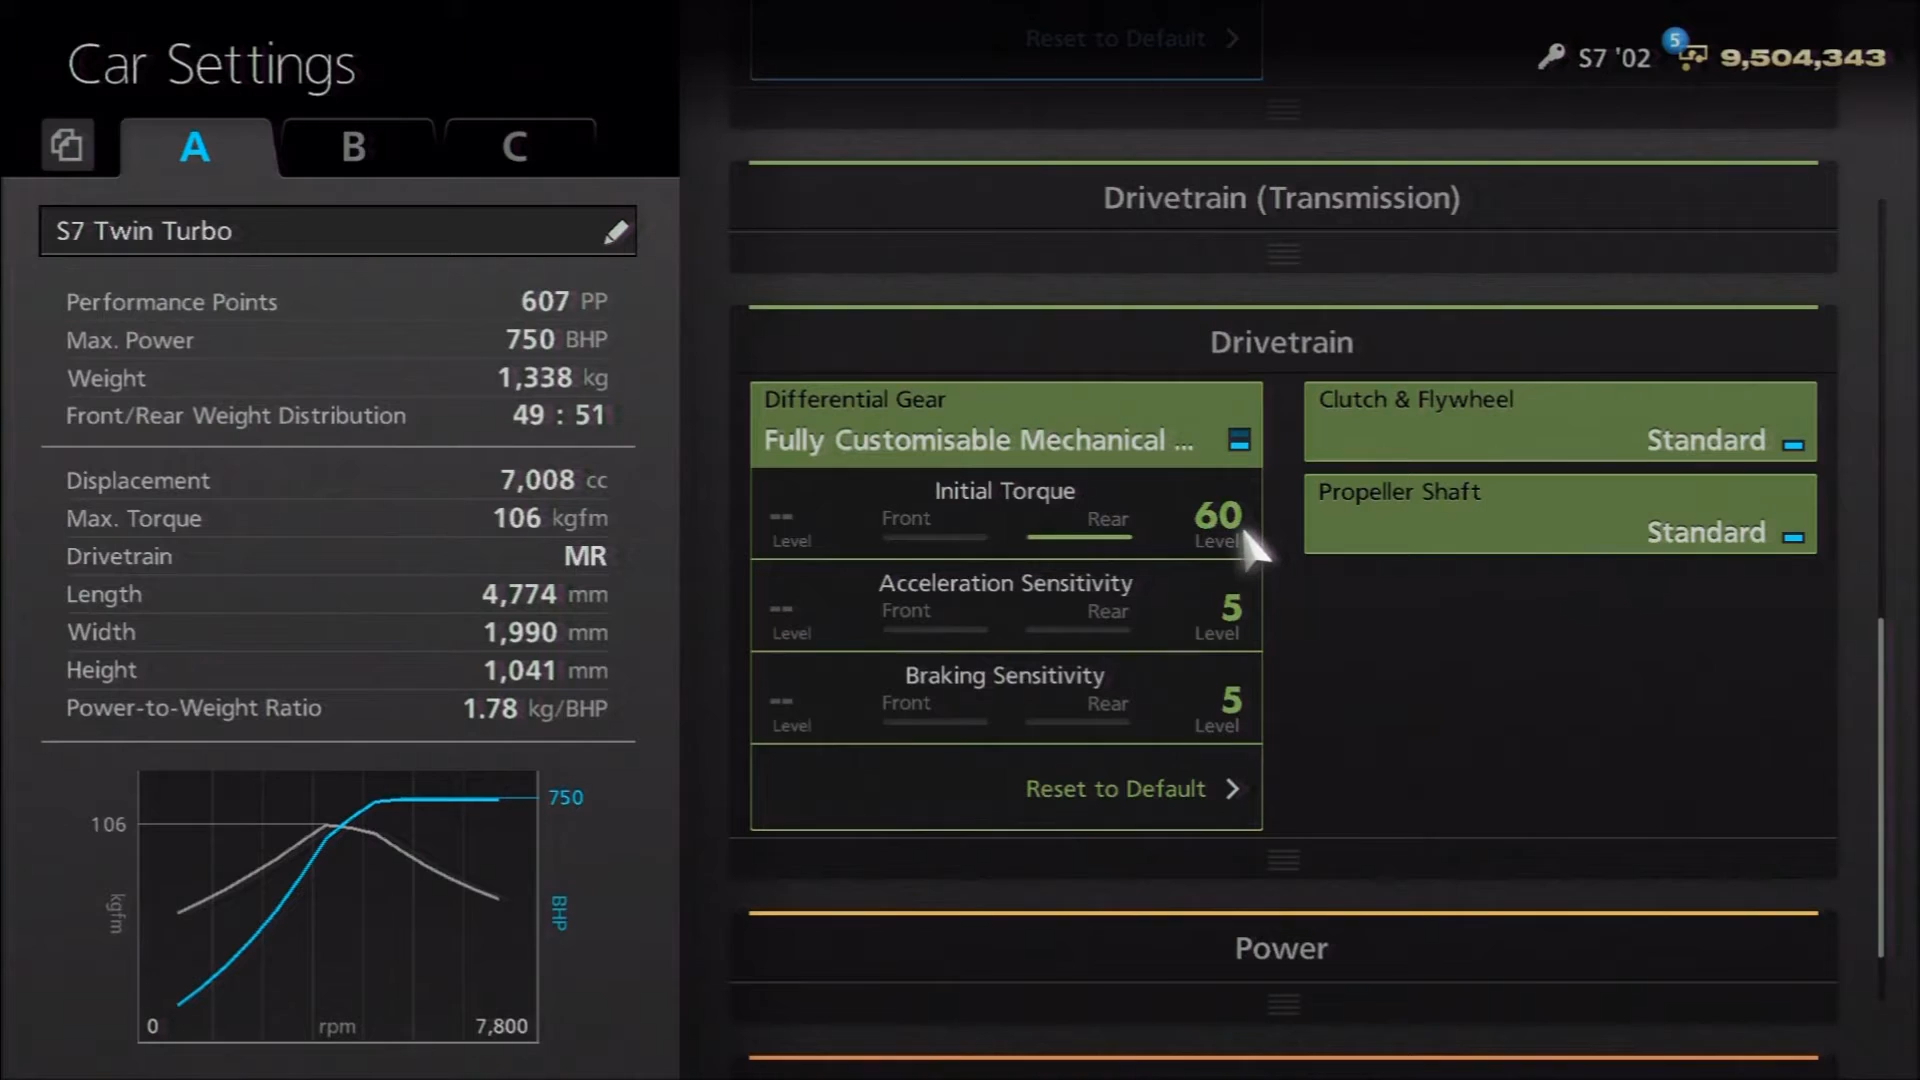 Car Settings
Reset to Default
S7 '02
5
9,504,343
A
B
C
S7 Twin Turbo
Performance Points 607 PP
Max. Power 750 BHP
Weight 1,338 kg
Front/Rear Weight Distribution 49 : 51
Displacement 7,008 cc
Max. Torque 106 kgfm
Drivetrain MR
Length 4,774 mm
Width 1,990 mm
Height 1,041 mm
Power-to-Weight Ratio 1.78 kg/BHP
750
106
kgfm
BHP
0 rpm 7,800
Drivetrain (Transmission)
Drivetrain
Differential Gear
Fully Customisable Mechanical ...
Initial Torque
-- Front Rear 60
Level Level
Acceleration Sensitivity
-- Front Rear 5
Level Level
Braking Sensitivity
-- Front Rear 5
Level Level
Reset to Default
Clutch & Flywheel
Standard
Propeller Shaft
Standard
Power